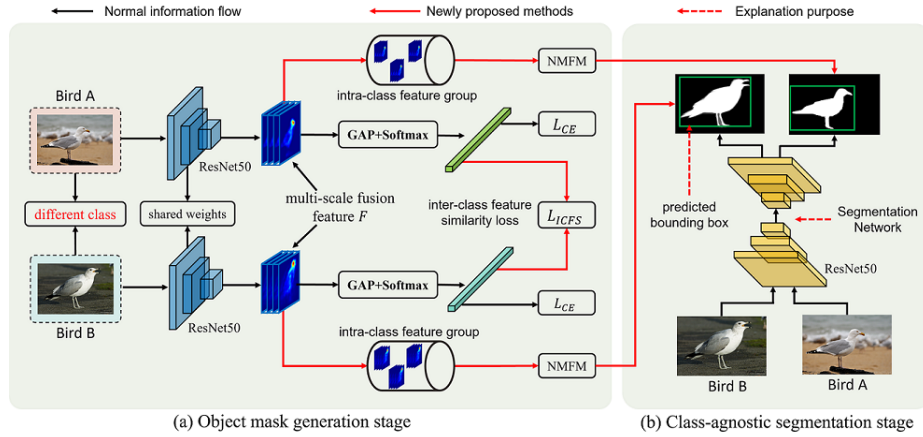 Normal information flow
Newly proposed methods
Explanation purpose
Bird A
ResNet50
intra-class feature group
NMFM
GAP+Softmax
L_CE
different class
shared weights
multi-scale fusion
feature F
inter-class feature
similarity loss
L_ICFS
Bird B
ResNet50
GAP+Softmax
L_CE
intra-class feature group
NMFM
predicted
bounding box
Segmentation
Network
ResNet50
Bird B
Bird A
(a) Object mask generation stage
(b) Class-agnostic segmentation stage